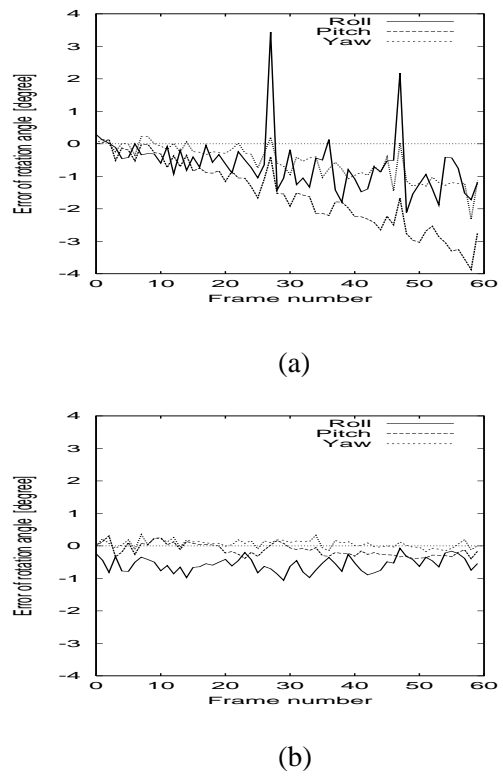 Roll
Pitch
Yaw
4
3
2
1
0
-1
-2
-3
-4
Error of rotation angle [degree]
0 10 20 30 40 50 60
Frame number
(a)
Roll
Pitch
Yaw
4
3
2
1
0
-1
-2
-3
-4
Error of rotation angle [degree]
0 10 20 30 40 50 60
Frame number
(b)